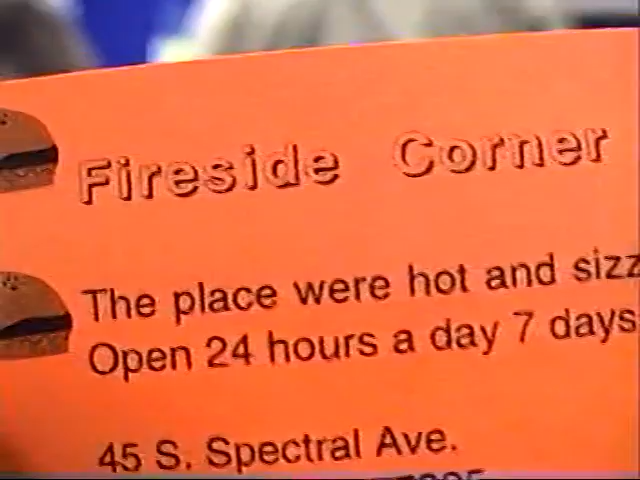 Fireside Corner
The place were hot and sizz
Open 24 hours a day 7 days
45 S. Spectral Ave.